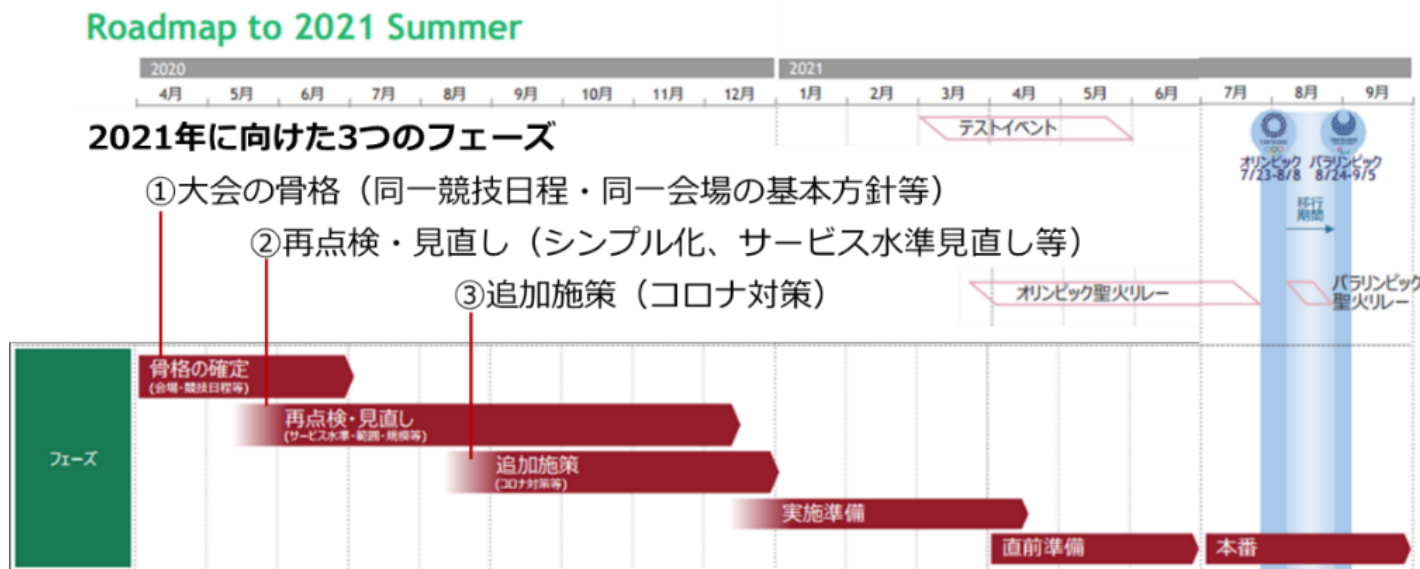 Roadmap to 2021 Summer
2020 2021
4月 5月 6月 7月 8月 9月 10月 11月 12月 1月 2月 3月 4月 5月 6月 7月 8月 9月
テストイベント
2021年に向けた3つのフェーズ
オリンピック パラリンピック
7/23-8/8 8/24-9/5
①大会の骨格（同一競技日程・同一会場の基本方針等）
移行
期間
②再点検・見直し（シンプル化、サービス水準見直し等）
③追加施策（コロナ対策）
オリンピック聖火リレー
パラリンピック
聖火リレー
フェーズ
骨格の確定
(会場・競技日程等)
再点検・見直し
(サービス水準・範囲・規模等)
追加施策
(コロナ対策等)
実施準備
直前準備
本番